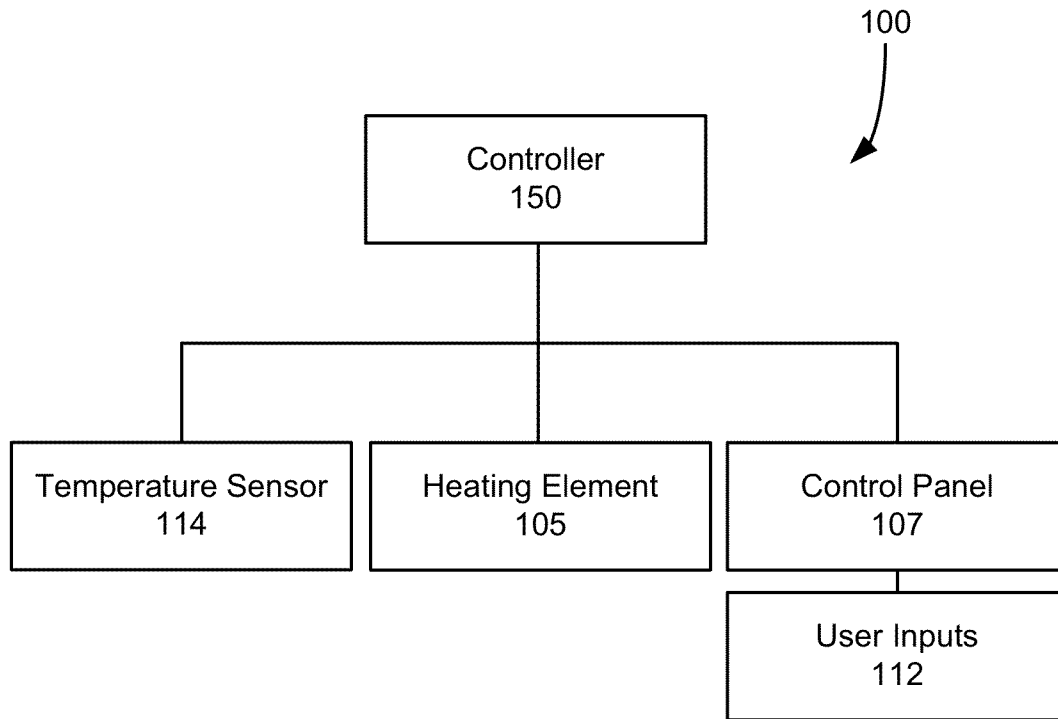 100
Controller
150
Temperature Sensor
114
Heating Element
105
Control Panel
107
User Inputs
112